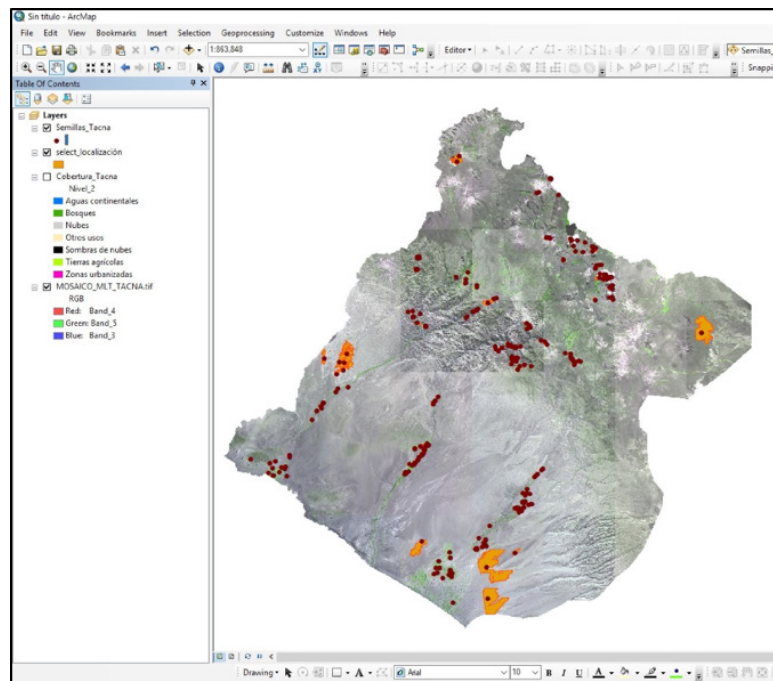 Sin título - ArcMap
File Edit View Bookmarks Insert Selection Geoprocessing Customize Windows Help
1:863.848
Editor
Semillas_
Snappin
Table Of Contents
Layers
Semillas_Tacna
select_localización
Cobertura_Tacna
Nivel_2
Aguas continentales
Bosques
Nubes
Otros usos
Sombras de nubes
Tierras agrícolas
Zonas urbanizadas
MOSAICO_MLT_TACNA.tif
RGB
Red: Band_4
Green: Band_5
Blue: Band_3
Drawing
Arial
10
B I U A